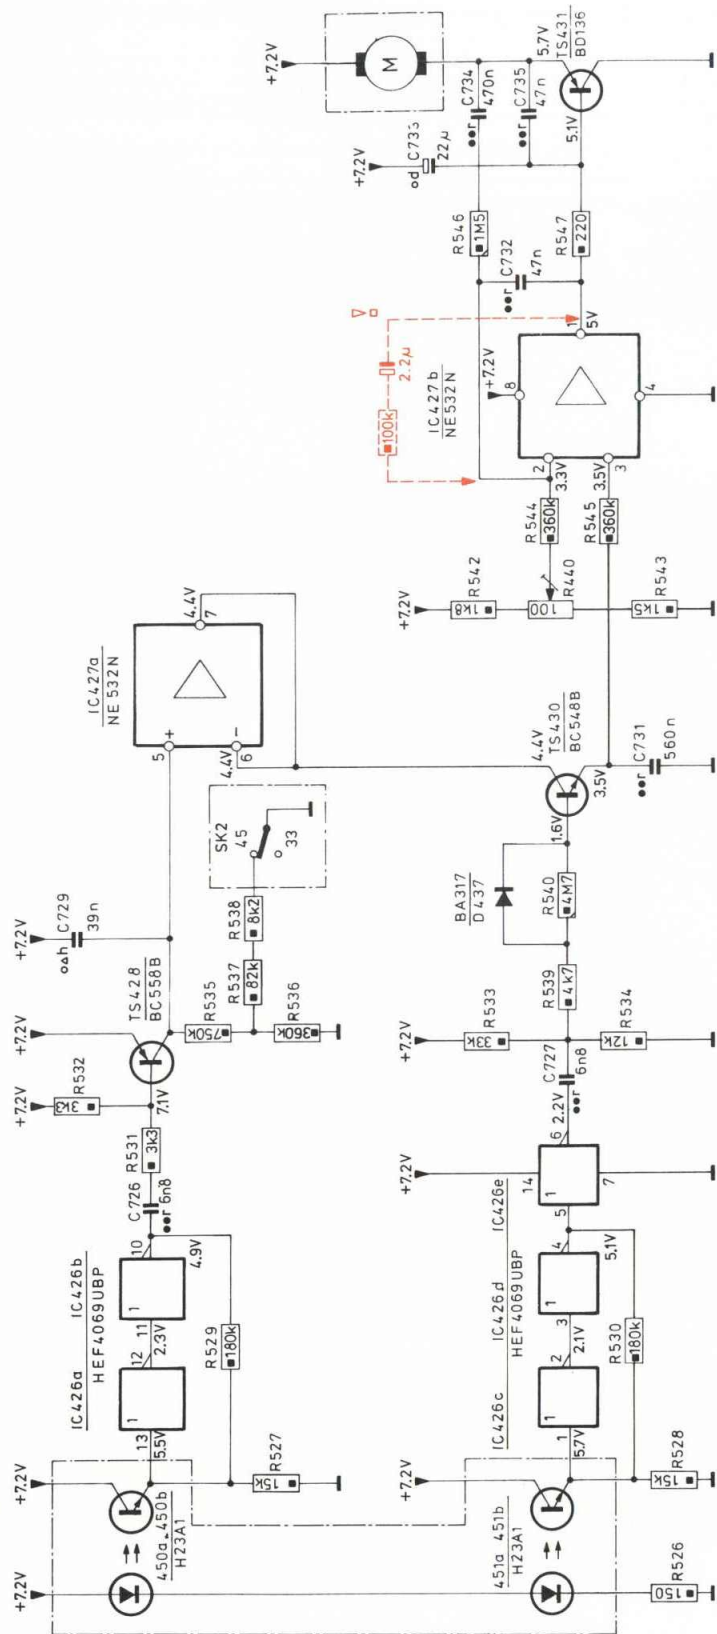 +7.2V
M
C734
470n
C735
47n
5.7V
TS431
BD136
5.1V
+7.2V
C733
22µ
od
R546
1M5
C732
47n
R547
220
1
5V
2.2µ
100k
IC427b
NE532N
+7.2V
8
4
2
3.3V
3.5V
3
R544
360k
R545
360k
+7.2V
R542
1k8
R440
100
R543
1k5
IC427a
NE 532N
4.4V
7
5
+
−
4.4V
6
TS430
BC548B
4.4V
3.5V
1.6V
C731
560n
r
SK2
45
33
BA317
D437
R540
4M7
R539
4k7
+7.2V
C729
39n
oah
+7.2V
TS428
BC558B
R535
750k
R537
82k
R538
8k2
R536
360k
+7.2V
R532
3k3
7.1V
R531
3k3
C726
6n8
r
+7.2V
R533
33k
R534
12k
C727
6n8
r
2.2V
+7.2V
14
6
7
5
IC426e
IC426a
IC426b
HEF4069UBP
1
1
10
11
12
13
2.3V
4.9V
5.5V
R529
180k
IC426c
IC426d
HEF4069UBP
1
1
1
1
2
3
4
2.1V
5.1V
5.7V
R530
180k
+7.2V
R527
15k
450a 450b
H23A1
+7.2V
R528
15k
451a 451b
H23A1
+7.2V
R526
150